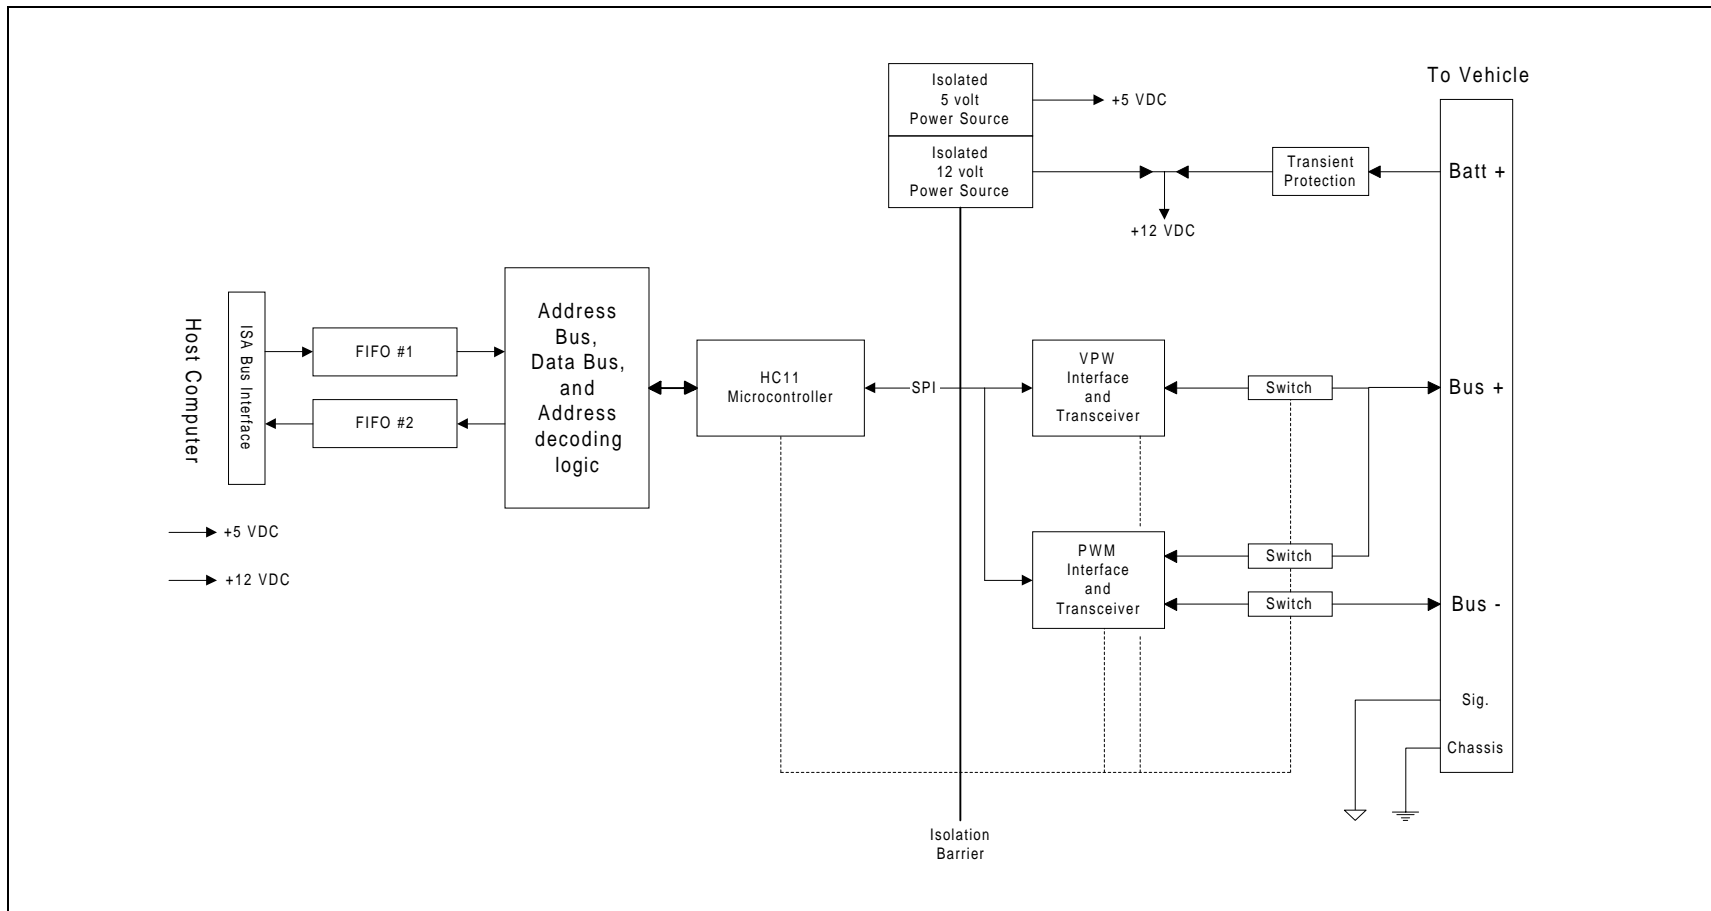 Isolated
5 volt
Power Source
+5 VDC
To Vehicle
Isolated
12 volt
Power Source
Transient
Protection
Batt +
+12 VDC
Host Computer
ISA Bus Interface
FIFO #1
FIFO #2
Address
Bus,
Data Bus,
and
Address
decoding
logic
HC11
Microcontroller
SPI
VPW
Interface
and
Transceiver
Switch
Bus +
+5 VDC
+12 VDC
PWM
Interface
and
Transceiver
Switch
Switch
Bus -
Sig.
Chassis
Isolation
Barrier